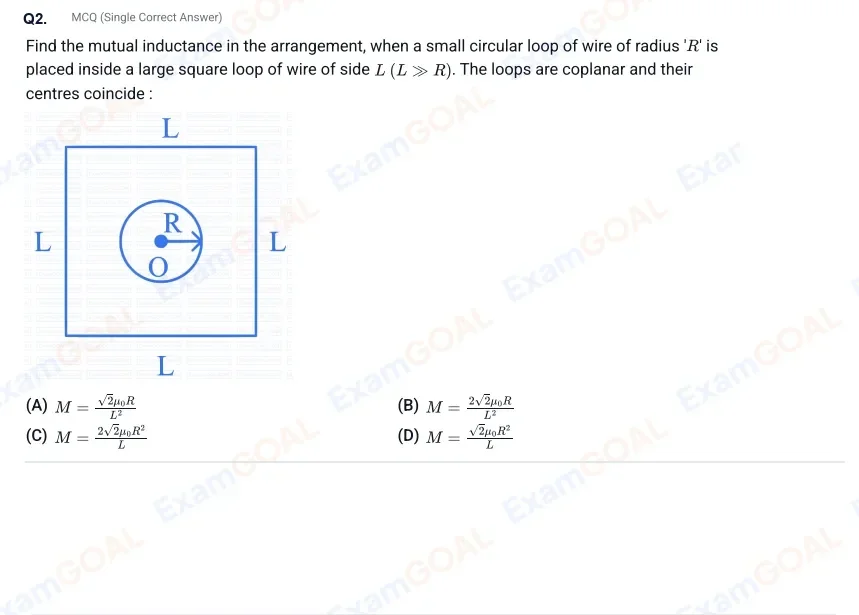 Q2. MCQ (Single Correct Answer)
Find the mutual inductance in the arrangement, when a small circular loop of wire of radius 'R' is
placed inside a large square loop of wire of side L (L ≫ R). The loops are coplanar and their
centres coincide :
L
R
L
L
O
L
(A) M = √2μ₀R/L² (B) M = 2√2μ₀R/L²
(C) M = 2√2μ₀R²/L (D) M = √2μ₀R²/L
ExamGOAL